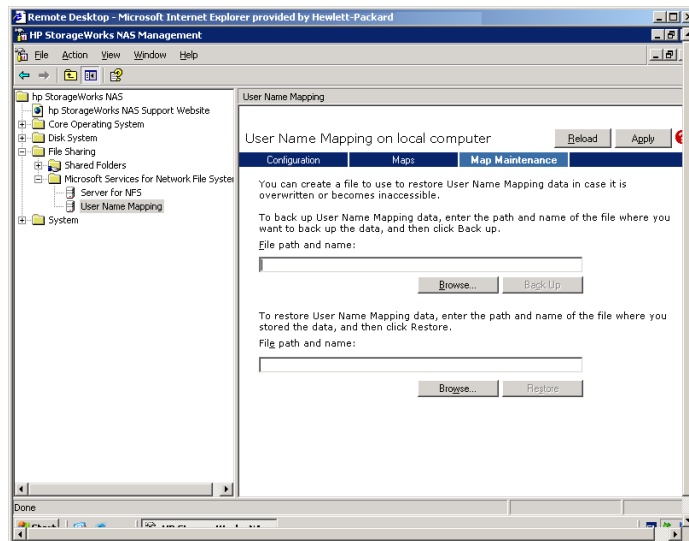 Remote Desktop - Microsoft Internet Explorer provided by Hewlett-Packard
HP StorageWorks NAS Management
File Action View Window Help
hp StorageWorks NAS
hp StorageWorks NAS Support Website
Core Operating System
Disk System
File Sharing
Shared Folders
Microsoft Services for Network File Syster
Server for NFS
User Name Mapping
System
User Name Mapping
User Name Mapping on local computer
Reload Apply
Configuration Maps Map Maintenance
You can create a file to use to restore User Name Mapping data in case it is
overwritten or becomes inaccessible.
To back up User Name Mapping data, enter the path and name of the file where you
want to back up the data, and then click Back up.
File path and name:
Browse... Back Up
To restore User Name Mapping data, enter the path and name of the file where you
stored the data, and then click Restore.
File path and name:
Browse... Restore
Done